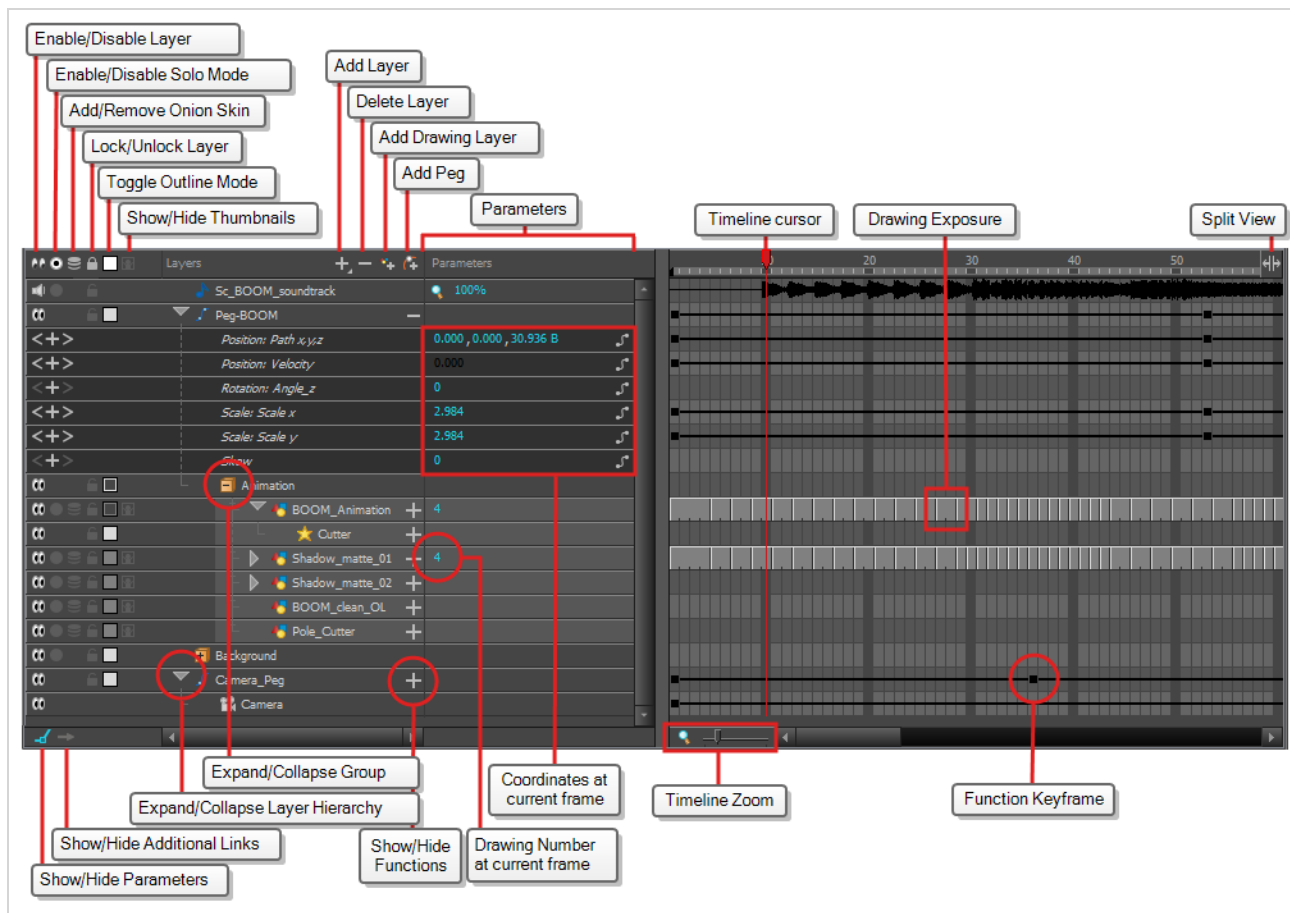 Enable/Disable Layer
Enable/Disable Solo Mode
Add/Remove Onion Skin
Lock/Unlock Layer
Toggle Outline Mode
Show/Hide Thumbnails
Add Layer
Delete Layer
Add Drawing Layer
Add Peg
Parameters
Timeline cursor
Drawing Exposure
Split View
Layers
Parameters
20
30
40
50
Sc_BOOM_soundtrack
100%
Peg-BOOM
Position: Path x,y,z
0.000 , 0.000 , 30.936 B
Position: Velocity
0.000
Rotation: Angle_z
0
Scale: Scale x
2.984
Scale: Scale y
2.984
Skew
0
Animation
BOOM_Animation
4
Cutter
Shadow_matte_01
4
Shadow_matte_02
BOOM_clean_OL
Pole_Cutter
Background
Camera_Peg
Camera
Expand/Collapse Group
Expand/Collapse Layer Hierarchy
Show/Hide Additional Links
Show/Hide Parameters
Show/Hide
Functions
Coordinates at
current frame
Drawing Number
at current frame
Timeline Zoom
Function Keyframe